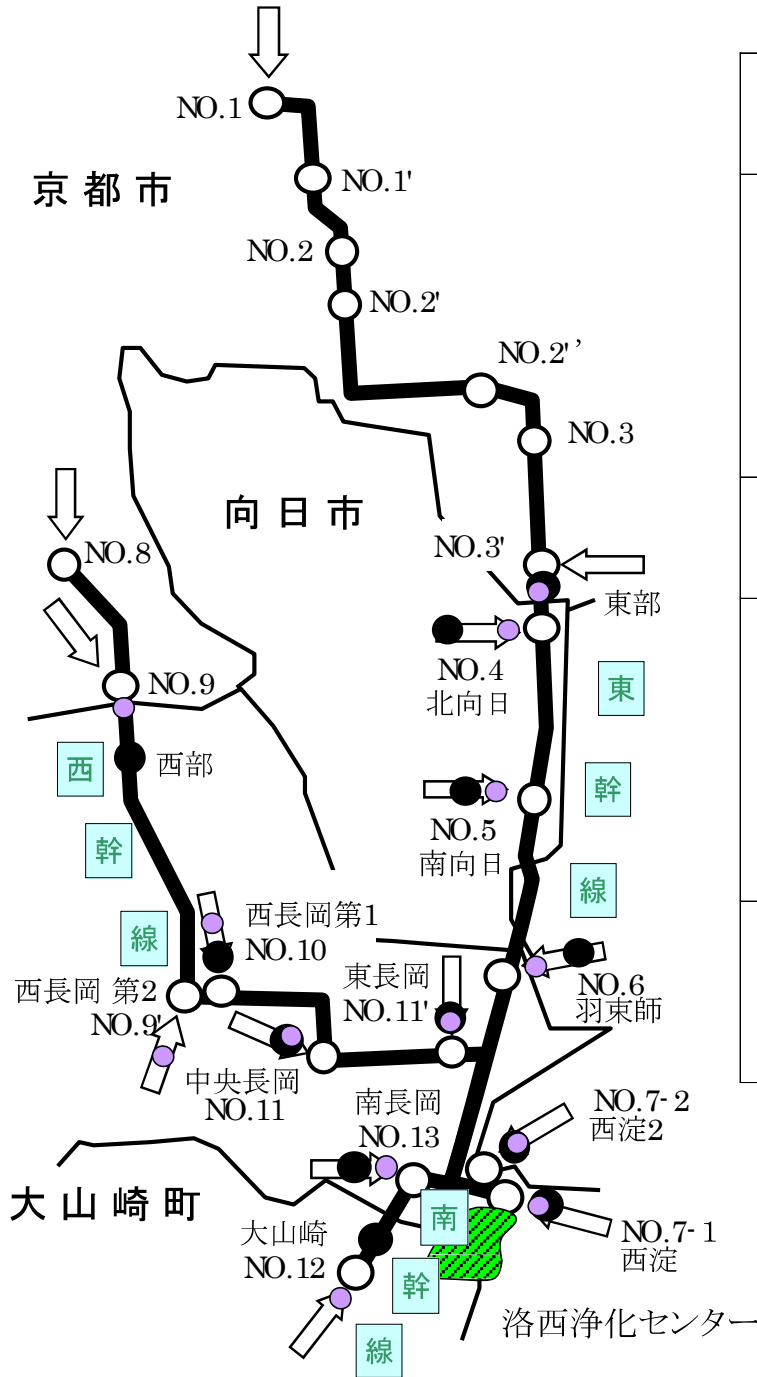 NO.1
京都市
NO.1'
NO.2
NO.2'
NO.2'’
NO.3
向日市
NO.8
NO.3'
東部
NO.4
北向日
NO.9
東
幹
線
西部
西
幹
線
NO.5
南向日
西長岡第1
NO.10
西長岡 第2
NO.9'
東長岡
NO.11'
NO.6
羽束師
中央長岡
NO.11
南長岡
NO.13
NO.7-2
西淀2
大山崎町
大山崎
NO.12
南
幹
線
NO.7-1
西淀
洛西浄化センター